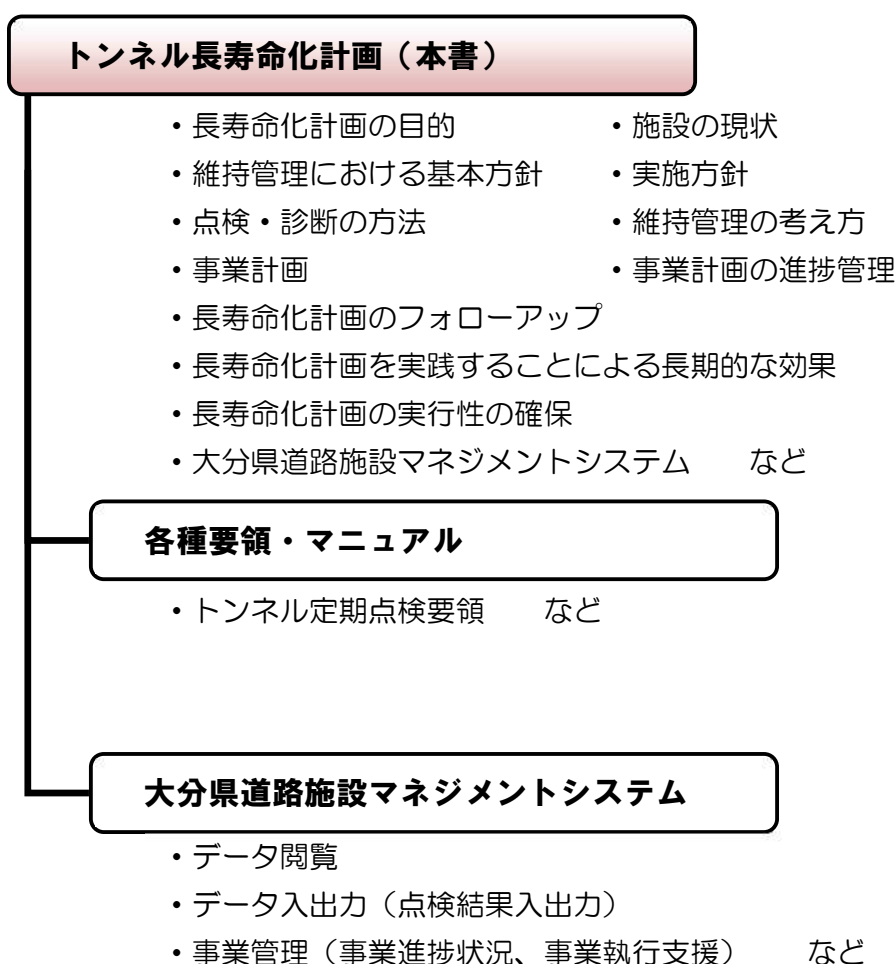 トンネル長寿命化計画（本書）
・長寿命化計画の目的　・施設の現状
・維持管理における基本方針　・実施方針
・点検・診断の方法　・維持管理の考え方
・事業計画　・事業計画の進捗管理
・長寿命化計画のフォローアップ
・長寿命化計画を実践することによる長期的な効果
・長寿命化計画の実行性の確保
・大分県道路施設マネジメントシステム　など
各種要領・マニュアル
・トンネル定期点検要領　など
大分県道路施設マネジメントシステム
・データ閲覧
・データ入出力（点検結果入出力）
・事業管理（事業進捗状況、事業執行支援）　など